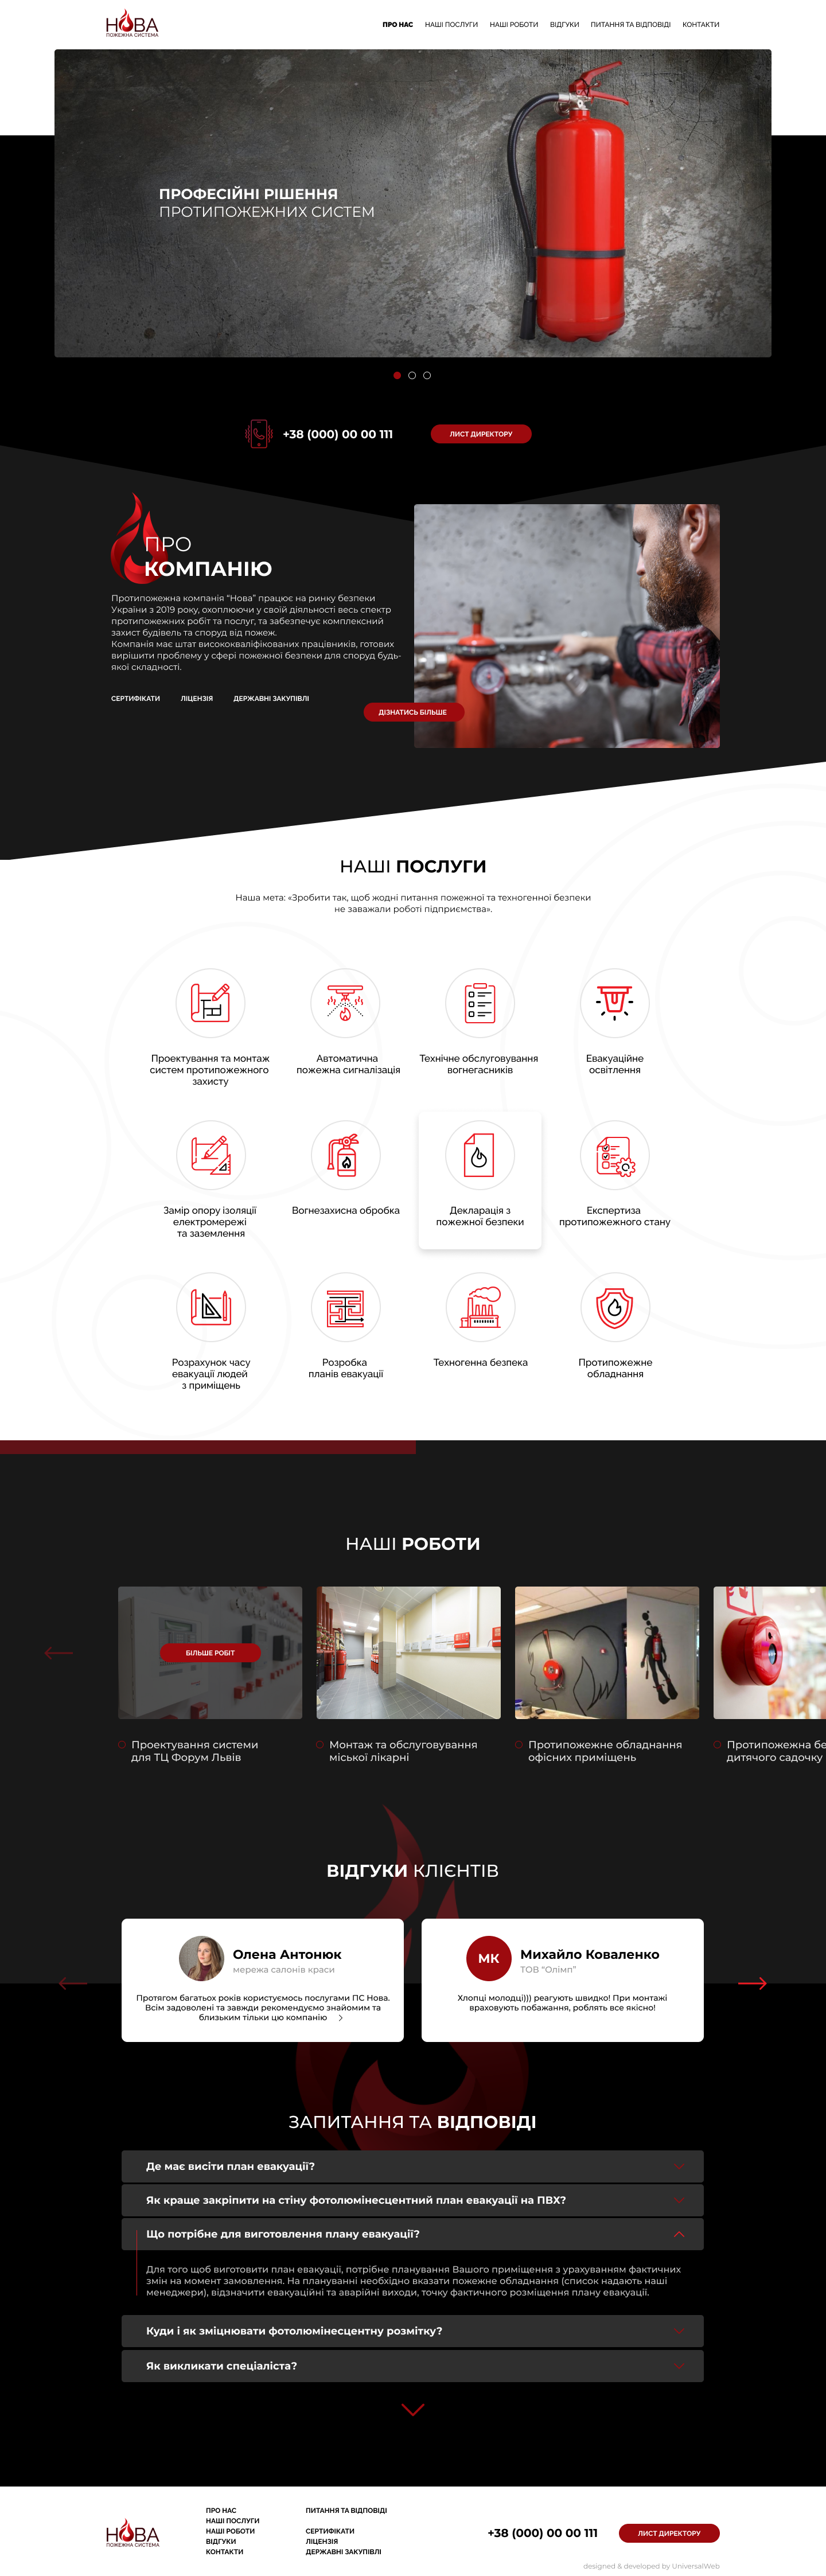 НОВА
ПОЖЕЖНА СИСТЕМА
ПРО НАС
НАШІ ПОСЛУГИ
НАШІ РОБОТИ
ВІДГУКИ
ПИТАННЯ ТА ВІДПОВІДІ
КОНТАКТИ
ПРОФЕСІЙНІ РІШЕННЯ
ПРОТИПОЖЕЖНИХ СИСТЕМ
+38 (000) 00 00 111
ЛИСТ ДИРЕКТОРУ
ПРО
КОМПАНІЮ
Протипожежна компанія “Нова” працює на ринку безпеки
України з 2019 року, охоплюючи у своїй діяльності весь спектр
протипожежних робіт та послуг, та забезпечує комплексний
захист будівель та споруд від пожеж.
Компанія має штат висококваліфікованих працівників, готових
вирішити проблему у сфері пожежної безпеки для споруд будь-
якої складності.
СЕРТИФІКАТИ
ЛІЦЕНЗІЯ
ДЕРЖАВНІ ЗАКУПІВЛІ
ДІЗНАТИСЬ БІЛЬШЕ
НАШІ ПОСЛУГИ
Наша мета: «Зробити так, щоб жодні питання пожежної та техногенної безпеки
не заважали роботі підприємства».
Проектування та монтаж
систем протипожежного
захисту
Автоматична
пожежна сигналізація
Технічне обслуговування
вогнегасників
Евакуаційне
освітлення
Замір опору ізоляції
електромережі
та заземлення
Вогнезахисна обробка
Декларація з
пожежної безпеки
Експертиза
протипожежного стану
Розрахунок часу
евакуації людей
з приміщень
Розробка
планів евакуації
Техногенна безпека
Протипожежне
обладнання
НАШІ РОБОТИ
БІЛЬШЕ РОБІТ
Проектування системи
для ТЦ Форум Львів
Монтаж та обслуговування
міської лікарні
Протипожежне обладнання
офісних приміщень
Протипожежна бе
дитячого садочку
ВІДГУКИ КЛІЄНТІВ
Олена Антонюк
мережа салонів краси
Протягом багатьох років користуємось послугами ПС Нова.
Всім задоволені та завжди рекомендуємо знайомим та
близьким тільки цю компанію
МК
Михайло Коваленко
ТОВ “Олімп”
Хлопці молодці))) реагують швидко! При монтажі
враховують побажання, роблять все якісно!
ЗАПИТАННЯ ТА ВІДПОВІДІ
Де має висіти план евакуації?
Як краще закріпити на стіну фотолюмінесцентний план евакуації на ПВХ?
Що потрібне для виготовлення плану евакуації?
Для того щоб виготовити план евакуації, потрібне планування Вашого приміщення з урахуванням фактичних
змін на момент замовлення. На плануванні необхідно вказати пожежне обладнання (список надають наші
менеджери), відзначити евакуаційні та аварійні виходи, точку фактичного розміщення плану евакуації.
Куди і як зміцнювати фотолюмінесцентну розмітку?
Як викликати спеціаліста?
НОВА
ПОЖЕЖНА СИСТЕМА
ПРО НАС
НАШІ ПОСЛУГИ
НАШІ РОБОТИ
ВІДГУКИ
КОНТАКТИ
ПИТАННЯ ТА ВІДПОВІДІ
СЕРТИФІКАТИ
ЛІЦЕНЗІЯ
ДЕРЖАВНІ ЗАКУПІВЛІ
+38 (000) 00 00 111
ЛИСТ ДИРЕКТОРУ
designed & developed by UniversalWeb